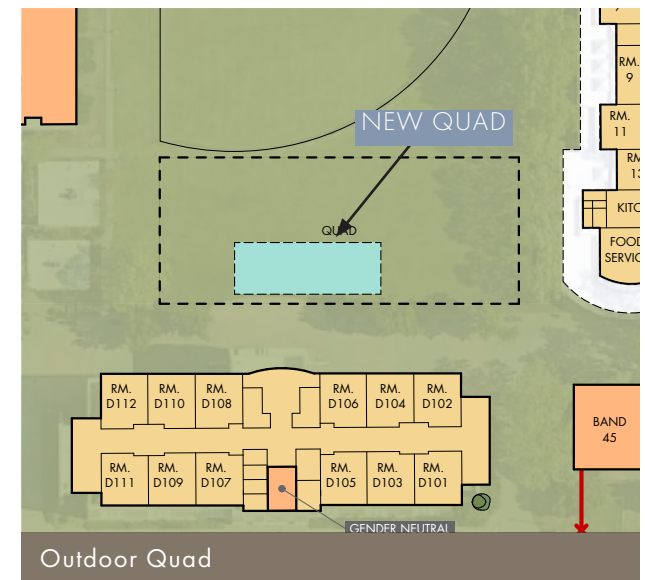 RM.
9
RM.
11
RM
13
KITC
FOOD
SERVIC
NEW QUAD
QUAD
RM.
D112
RM.
D110
RM.
D108
RM.
D106
RM.
D104
RM.
D102
BAND
45
RM.
D111
RM.
D109
RM.
D107
RM.
D105
RM.
D103
RM.
D101
GENDER NEUTRAL
Outdoor Quad